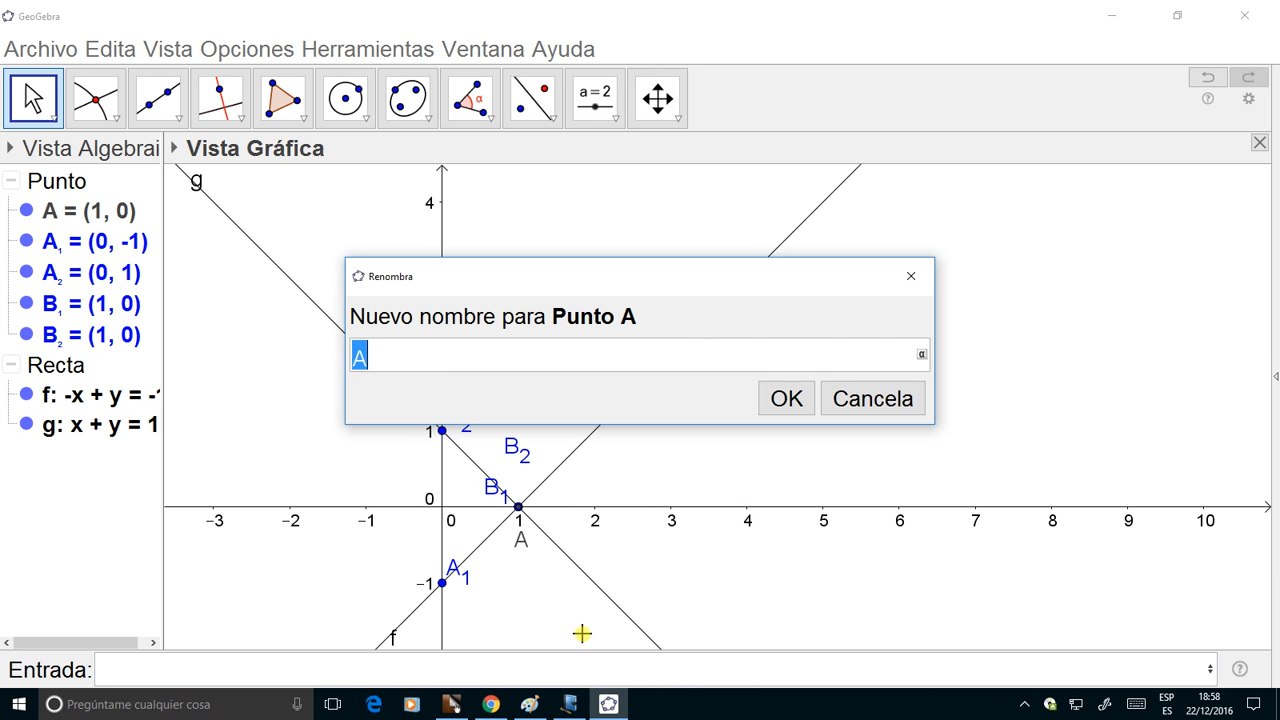 GeoGebra
Archivo Edita Vista Opciones Herramientas Ventana Ayuda
α
a = 2
Vista Algebrai
Vista Gráfica
Punto
A = (1, 0)
A₁ = (0, -1)
A₂ = (0, 1)
B₁ = (1, 0)
B₂ = (1, 0)
Recta
f: -x + y = -1
g: x + y = 1
g
4
Renombra
Nuevo nombre para Punto A
A
α
OK Cancela
1
2
B₂
B₁
0
-3 -2 -1 0 1 2 3 4 5 6 7 8 9 10
A
A₁
-1
f
Entrada:
Pregúntame cualquier cosa
ESP
ES
18:58
22/12/2016